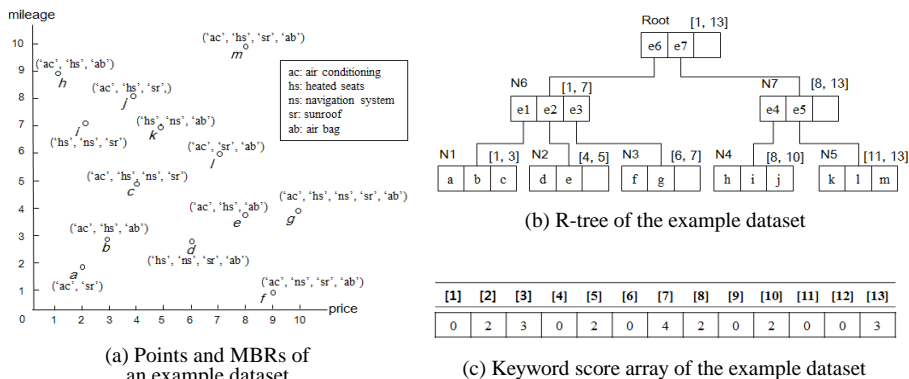 mileage
10
9
8
7
6
5
4
3
2
1
0
1 2 3 4 5 6 7 8 9 10
price
('ac', 'hs', 'sr', 'ab')
m
('ac', 'hs', 'ab')
h
('ac', 'hs', 'sr',)
j
ac: air conditioning
hs: heated seats
ns: navigation system
sr: sunroof
ab: air bag
('hs', 'ns', 'ab')
k
i
('hs', 'ns', 'sr')
('ac', 'sr', 'ab')
l
('ac', 'hs', 'ns', 'sr')
c
('ac', 'hs', 'ab')
e
('ac', 'hs', 'ns', 'sr', 'ab')
g
('ac', 'hs', 'ab')
b
d
('hs', 'ns', 'sr', 'ab')
a
('ac', 'sr')
('ac', 'ns', 'sr', 'ab')
f
(a) Points and MBRs of
an example dataset
Root [1, 13]
e6 e7
N6 [1, 7]
e1 e2 e3
N7 [8, 13]
e4 e5
N1 [1, 3]
a b c
N2 [4, 5]
d e
N3 [6, 7]
f g
N4 [8, 10]
h i j
N5 [11, 13]
k l m
(b) R-tree of the example dataset
[1] [2] [3] [4] [5] [6] [7] [8] [9] [10] [11] [12] [13]
0 2 3 0 2 0 4 2 0 2 0 0 3
(c) Keyword score array of the example dataset